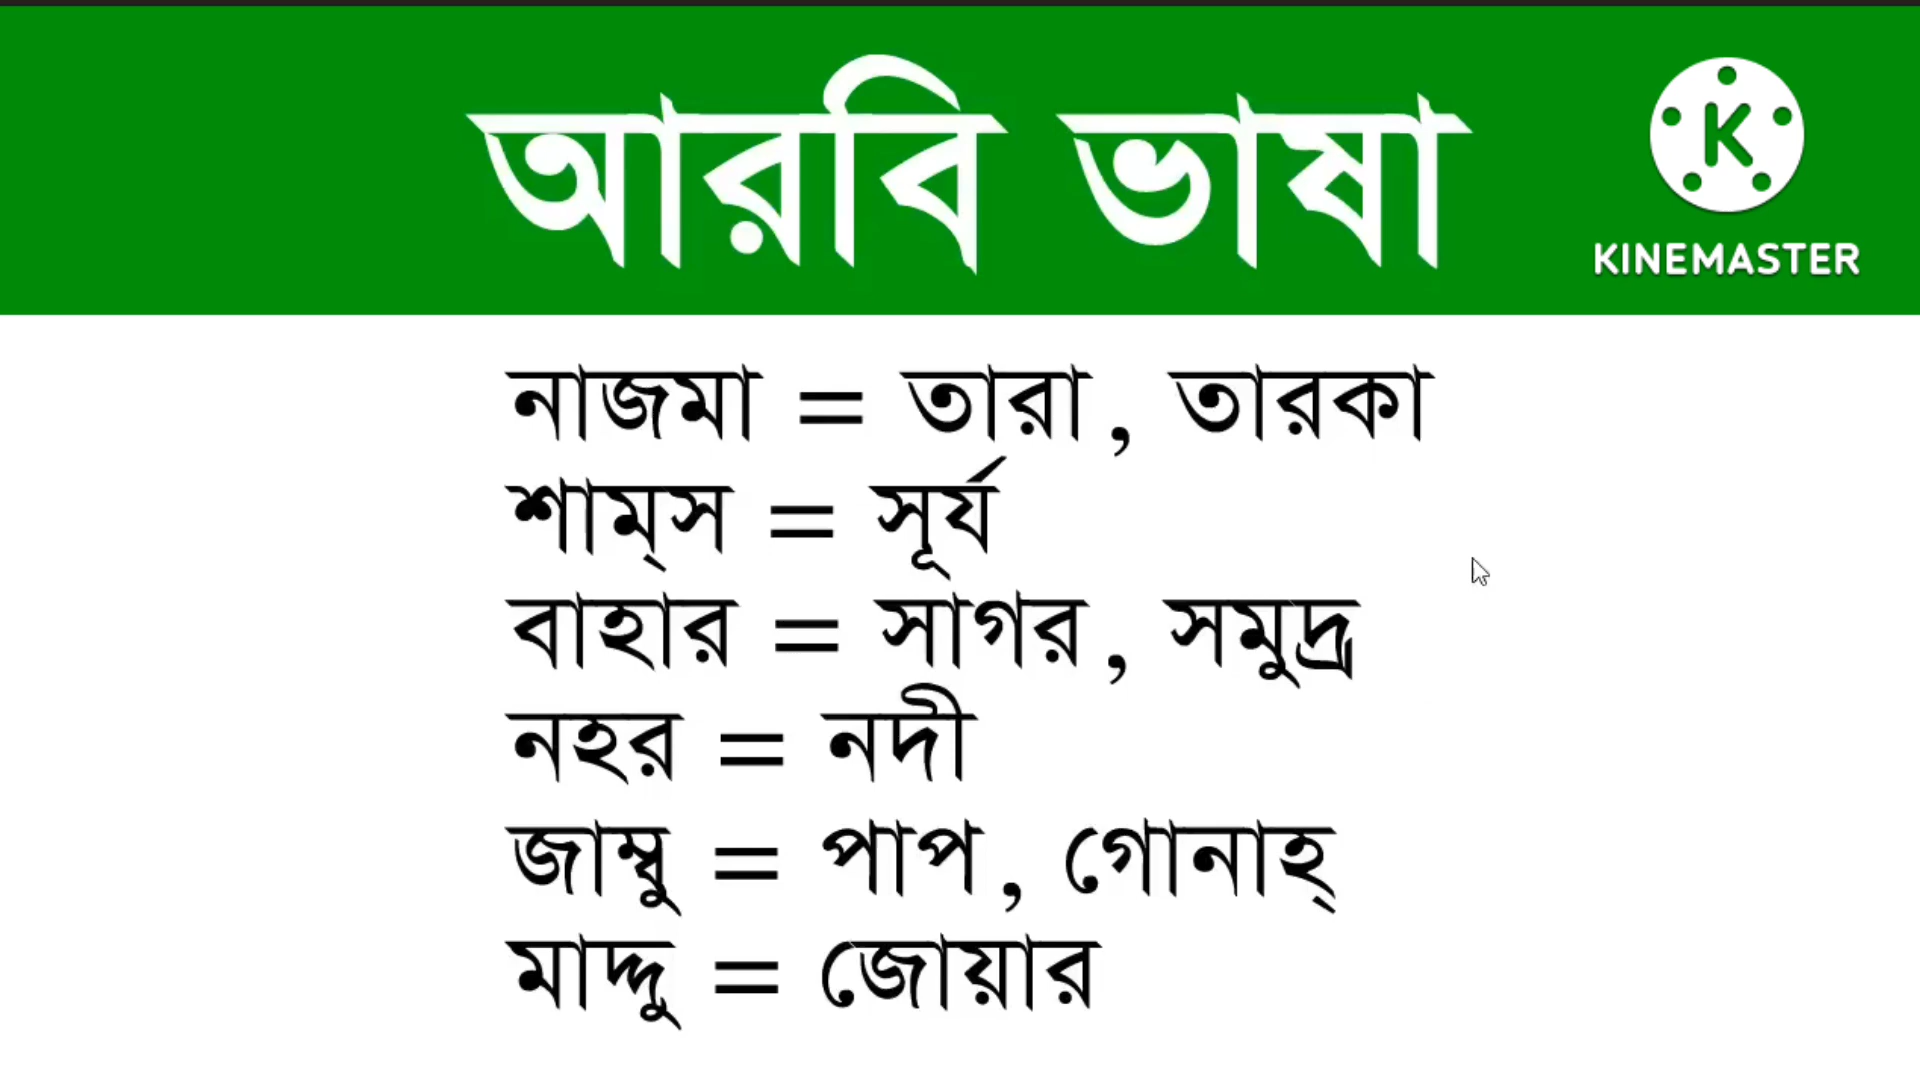 আরবি ভাষা
KINEMASTER
নাজমা = তারা, তারকা
শাম্‌স = সূর্য
বাহার = সাগর, সমুদ্র
নহর = নদী
জাম্বু = পাপ, গোনাহ্
মাদ্দু = জোয়ার